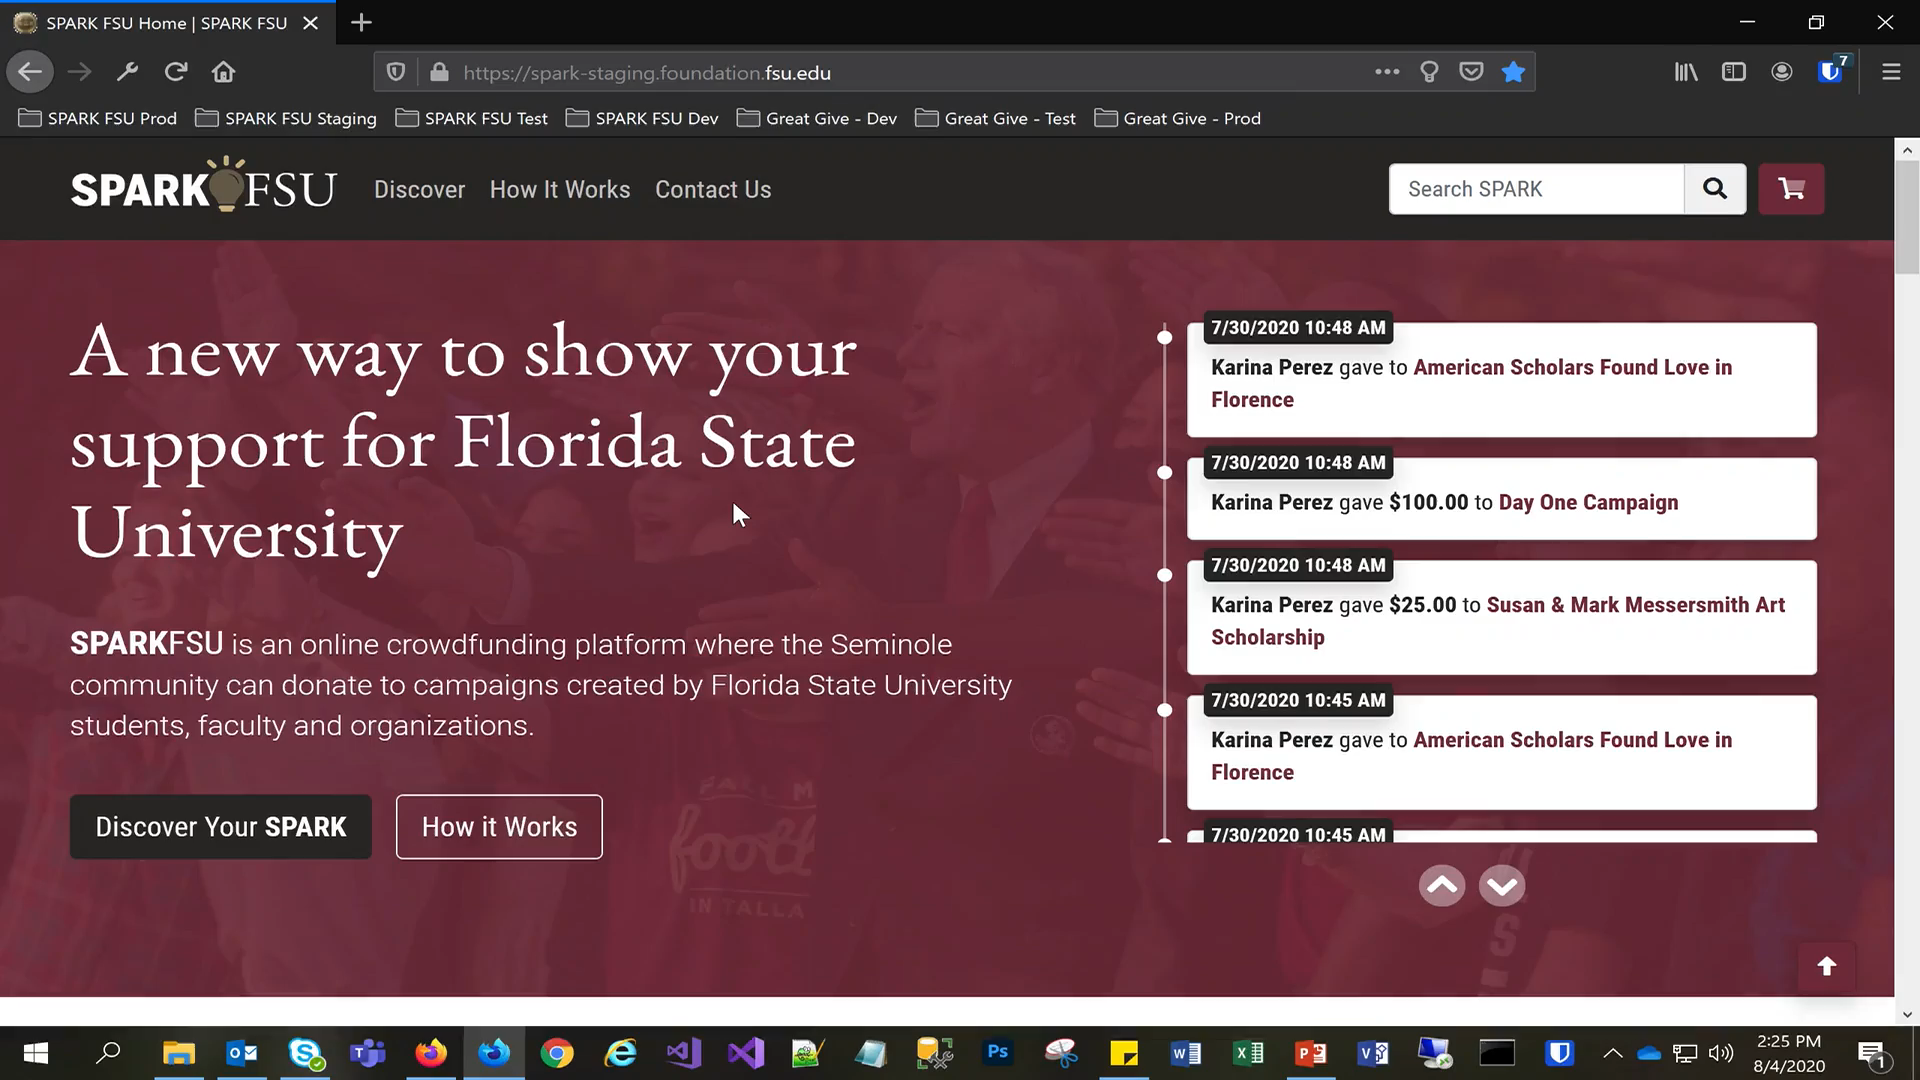 SPARK FSU Home | SPARK FSU
https://spark-staging.foundation.fsu.edu
7
SPARK FSU Prod
SPARK FSU Staging
SPARK FSU Test
SPARK FSU Dev
Great Give - Dev
Great Give - Test
Great Give - Prod
SPARK FSU
Discover
How It Works
Contact Us
Search SPARK
A new way to show your
support for Florida State
University
SPARKFSU is an online crowdfunding platform where the Seminole
community can donate to campaigns created by Florida State University
students, faculty and organizations.
Discover Your SPARK
How it Works
7/30/2020 10:48 AM
Karina Perez gave to American Scholars Found Love in
Florence
7/30/2020 10:48 AM
Karina Perez gave $100.00 to Day One Campaign
7/30/2020 10:48 AM
Karina Perez gave $25.00 to Susan & Mark Messersmith Art
Scholarship
7/30/2020 10:45 AM
Karina Perez gave to American Scholars Found Love in
Florence
7/30/2020 10:45 AM
IN TALLA
Ps
2:25 PM
8/4/2020
1